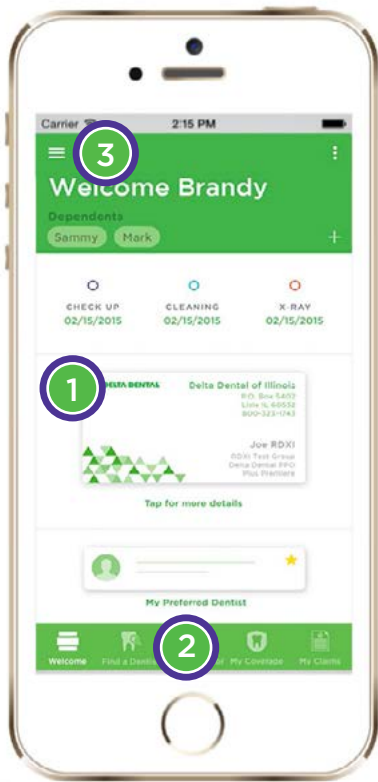 Carrier 2:15 PM
3
Welcome Brandy
Dependents
Sammy Mark +
CHECK UP CLEANING X-RAY
02/15/2015 02/15/2015 02/15/2015
1
DELTA DENTAL Delta Dental of Illinois
P.O. Box 5402
Lisle IL 60532
800-323-1743
Joe RDXI
RDXI Test Group
Delta Dental PPO
Plus Premiere
Tap for more details
My Preferred Dentist
2
Welcome Find a My Coverage My Claims